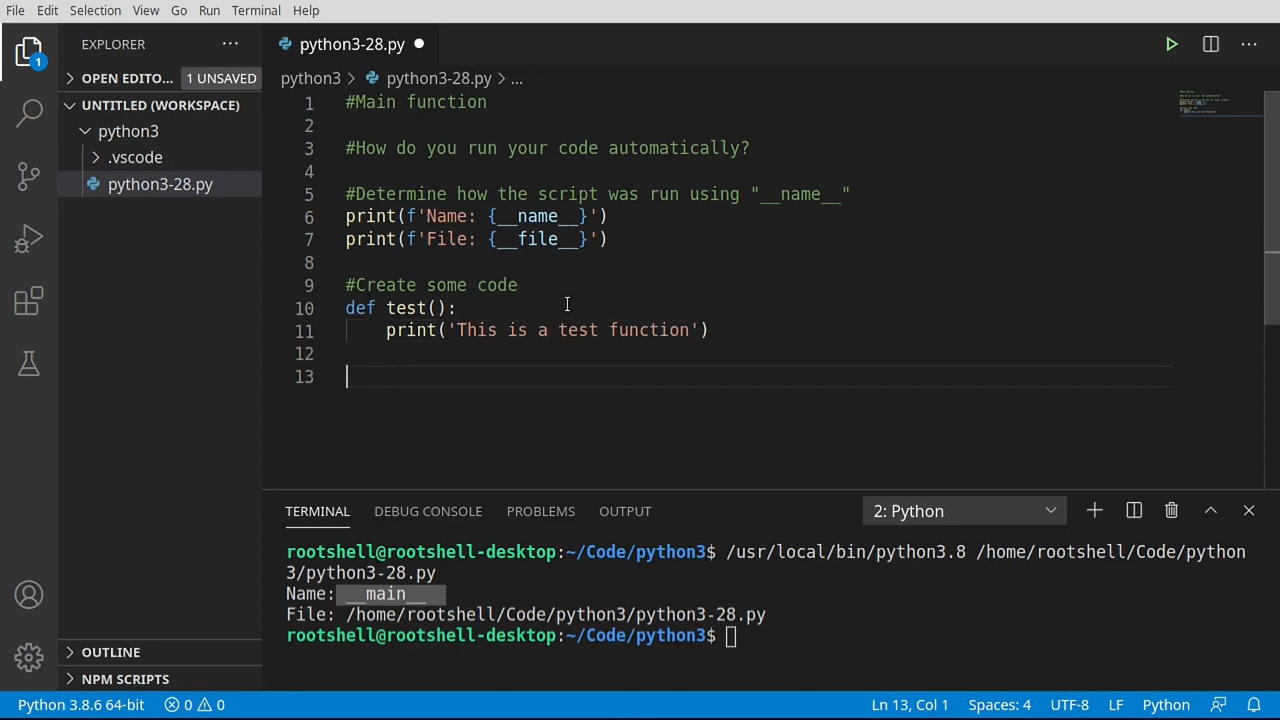 File Edit Selection View Go Run Terminal Help
EXPLORER ...
OPEN EDITO... 1 UNSAVED
UNTITLED (WORKSPACE)
python3
.vscode
python3-28.py
OUTLINE
NPM SCRIPTS
1
python3-28.py
python3 > python3-28.py > ...
1 #Main function
2
3 #How do you run your code automatically?
4
5 #Determine how the script was run using "__name__"
6 print(f'Name: {__name__}')
7 print(f'File: {__file__}')
8
9 #Create some code
10 def test():
11     print('This is a test function')
12
13
TERMINAL DEBUG CONSOLE PROBLEMS OUTPUT 2: Python
rootshell@rootshell-desktop:~/Code/python3$ /usr/local/bin/python3.8 /home/rootshell/Code/python
3/python3-28.py
Name: __main__
File: /home/rootshell/Code/python3/python3-28.py
rootshell@rootshell-desktop:~/Code/python3$
Python 3.8.6 64-bit 0 0 Ln 13, Col 1 Spaces: 4 UTF-8 LF Python